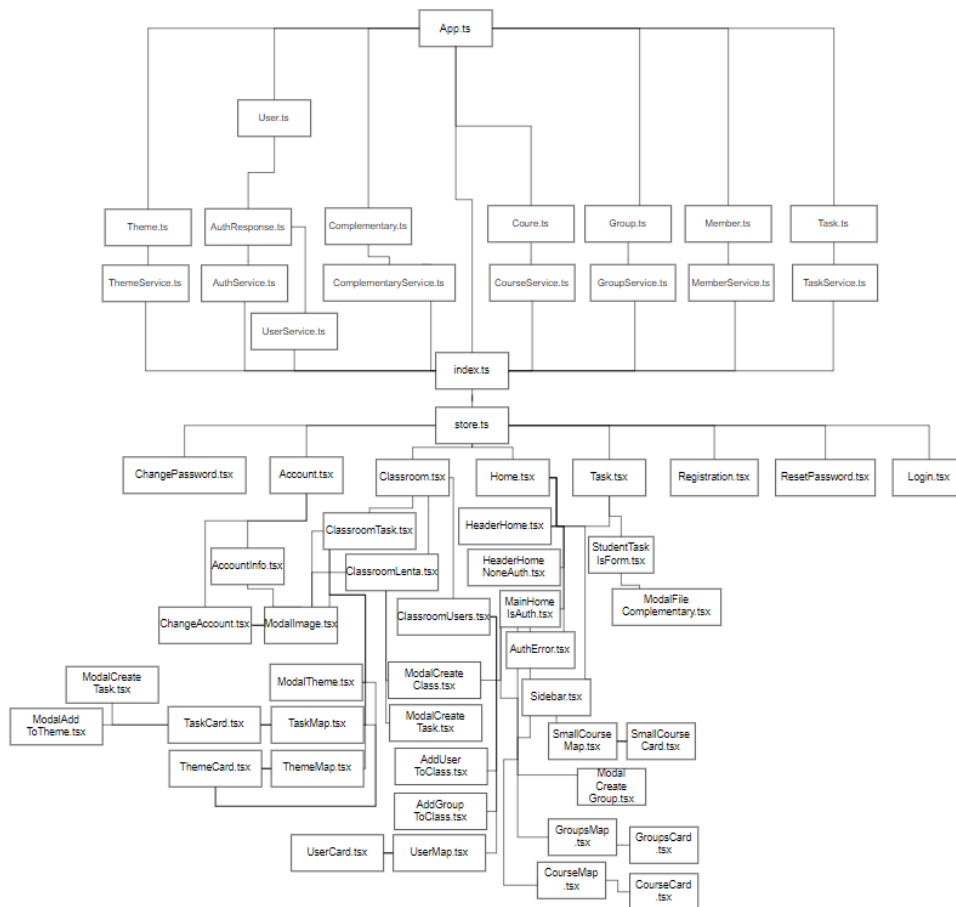 App.ts
User.ts
Theme.ts
AuthResponse.ts
Complementary.ts
Coure.ts
Group.ts
Member.ts
Task.ts
ThemeService.ts
AuthService.ts
ComplementaryService.ts
CourseService.ts
GroupService.ts
MemberService.ts
TaskService.ts
UserService.ts
index.ts
store.ts
ChangePassword.tsx
Account.tsx
Classroom.tsx
Home.tsx
Task.tsx
Registration.tsx
ResetPassword.tsx
Login.tsx
ClassroomTask.tsx
HeaderHome.tsx
StudentTask
IsForm.tsx
AccountInfo.tsx
ClassroomLenta.tsx
HeaderHome
NoneAuth.tsx
ModalFile
Complementary.tsx
ChangeAccount.tsx
ModalImage.tsx
ClassroomUsers.tsx
MainHome
IsAuth.tsx
AuthError.tsx
ModalCreate
Task.tsx
ModalTheme.tsx
ModalCreate
Class.tsx
Sidebar.tsx
ModalAdd
ToTheme.tsx
TaskCard.tsx
TaskMap.tsx
ModalCreate
Task.tsx
SmallCourse
Map.tsx
SmallCourse
Card.tsx
ThemeCard.tsx
ThemeMap.tsx
AddUser
ToClass.tsx
Modal
Create
Group.tsx
AddGroup
ToClass.tsx
UserCard.tsx
UserMap.tsx
GroupsMap
.tsx
GroupsCard
.tsx
CourseMap
.tsx
CourseCard
.tsx